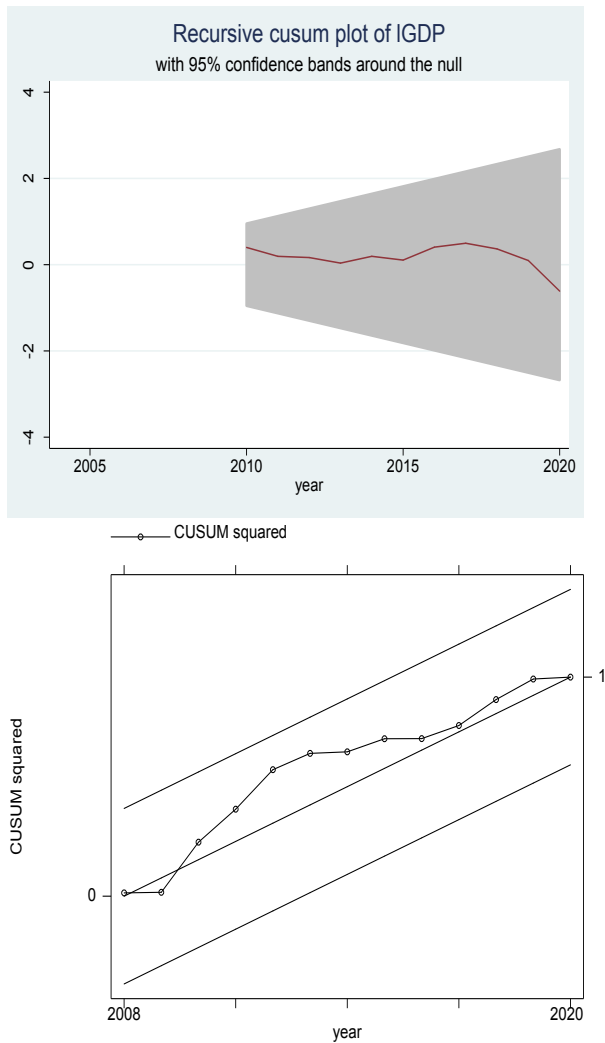 Recursive cusum plot of lGDP
with 95% confidence bands around the null
4
2
0
-2
-4
2005 2010 2015 2020
year
CUSUM squared
CUSUM squared
1
0
2008 2020
year